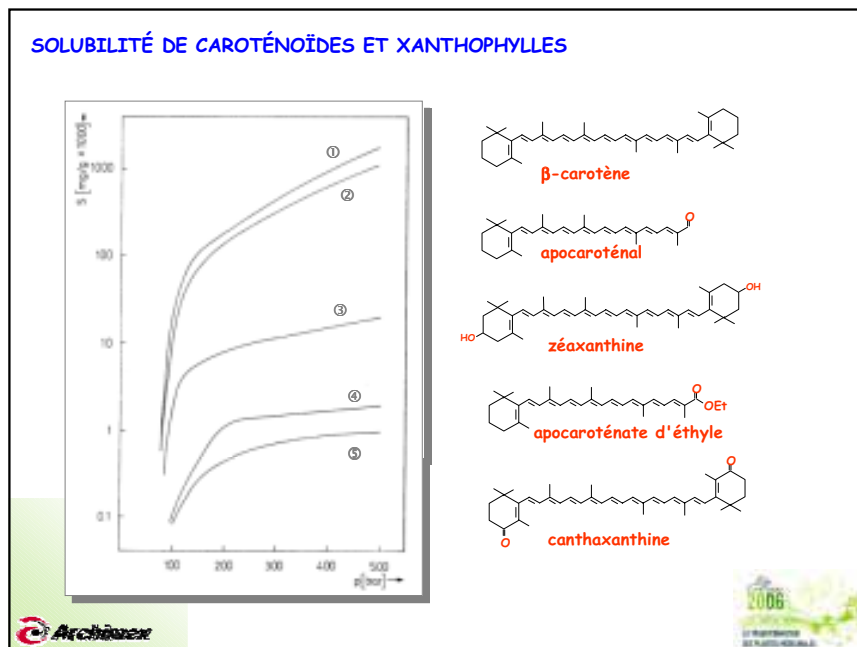 SOLUBILITÉ DE CAROTÉNOÏDES ET XANTHOPHYLLES
S [mg/g × 1000]
1000
100
10
1
0.1
①
②
③
④
⑤
100
200
300
400
500
p[bar]
β-carotène
O
apocaroténal
OH
HO
zéaxanthine
O
OEt
apocaroténate d'éthyle
O
O
canthaxanthine
Archimex
2006